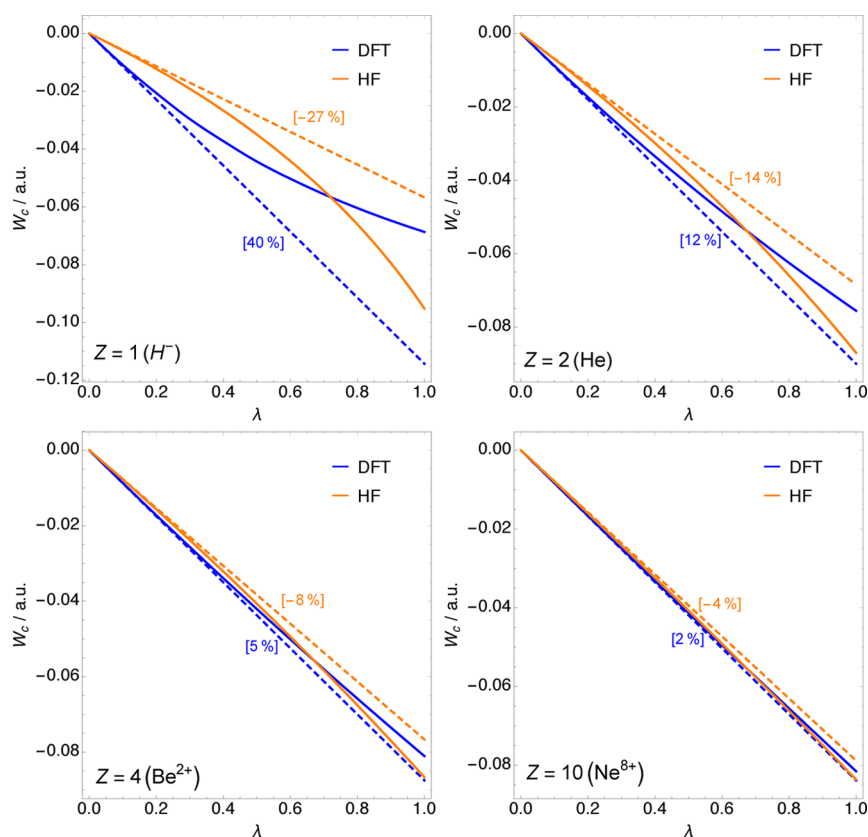 0.00
−0.02
−0.04
−0.06
−0.08
−0.10
−0.12
W_c / a.u.
DFT
HF
[−27 %]
[40 %]
Z = 1 (H⁻)
0.0 0.2 0.4 0.6 0.8 1.0
λ
0.00
−0.02
−0.04
−0.06
−0.08
W_c / a.u.
DFT
HF
[−14 %]
[12 %]
Z = 2 (He)
0.0 0.2 0.4 0.6 0.8 1.0
λ
0.00
−0.02
−0.04
−0.06
−0.08
W_c / a.u.
DFT
HF
[−8 %]
[5 %]
Z = 4 (Be²⁺)
0.0 0.2 0.4 0.6 0.8 1.0
λ
0.00
−0.02
−0.04
−0.06
−0.08
W_c / a.u.
DFT
HF
[−4 %]
[2 %]
Z = 10 (Ne⁸⁺)
0.0 0.2 0.4 0.6 0.8 1.0
λ